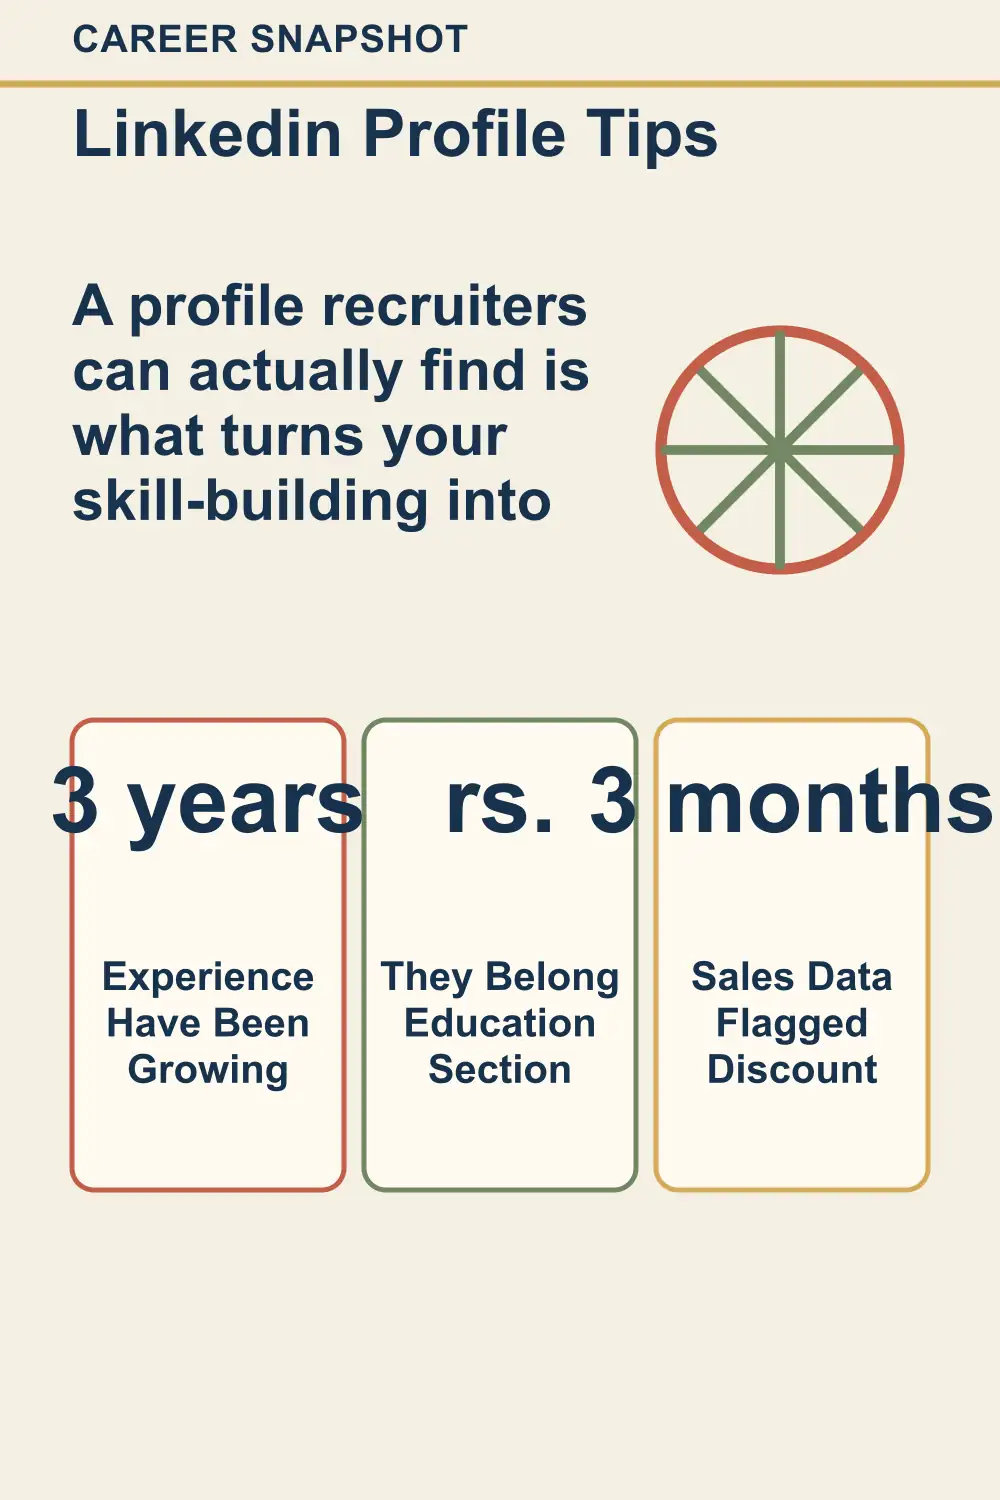 CAREER SNAPSHOT
Linkedin Profile Tips
A profile recruiters
can actually find is
what turns your
skill-building into
3 years
rs.
3 months
Experience
Have Been
Growing
They Belong
Education
Section
Sales Data
Flagged
Discount